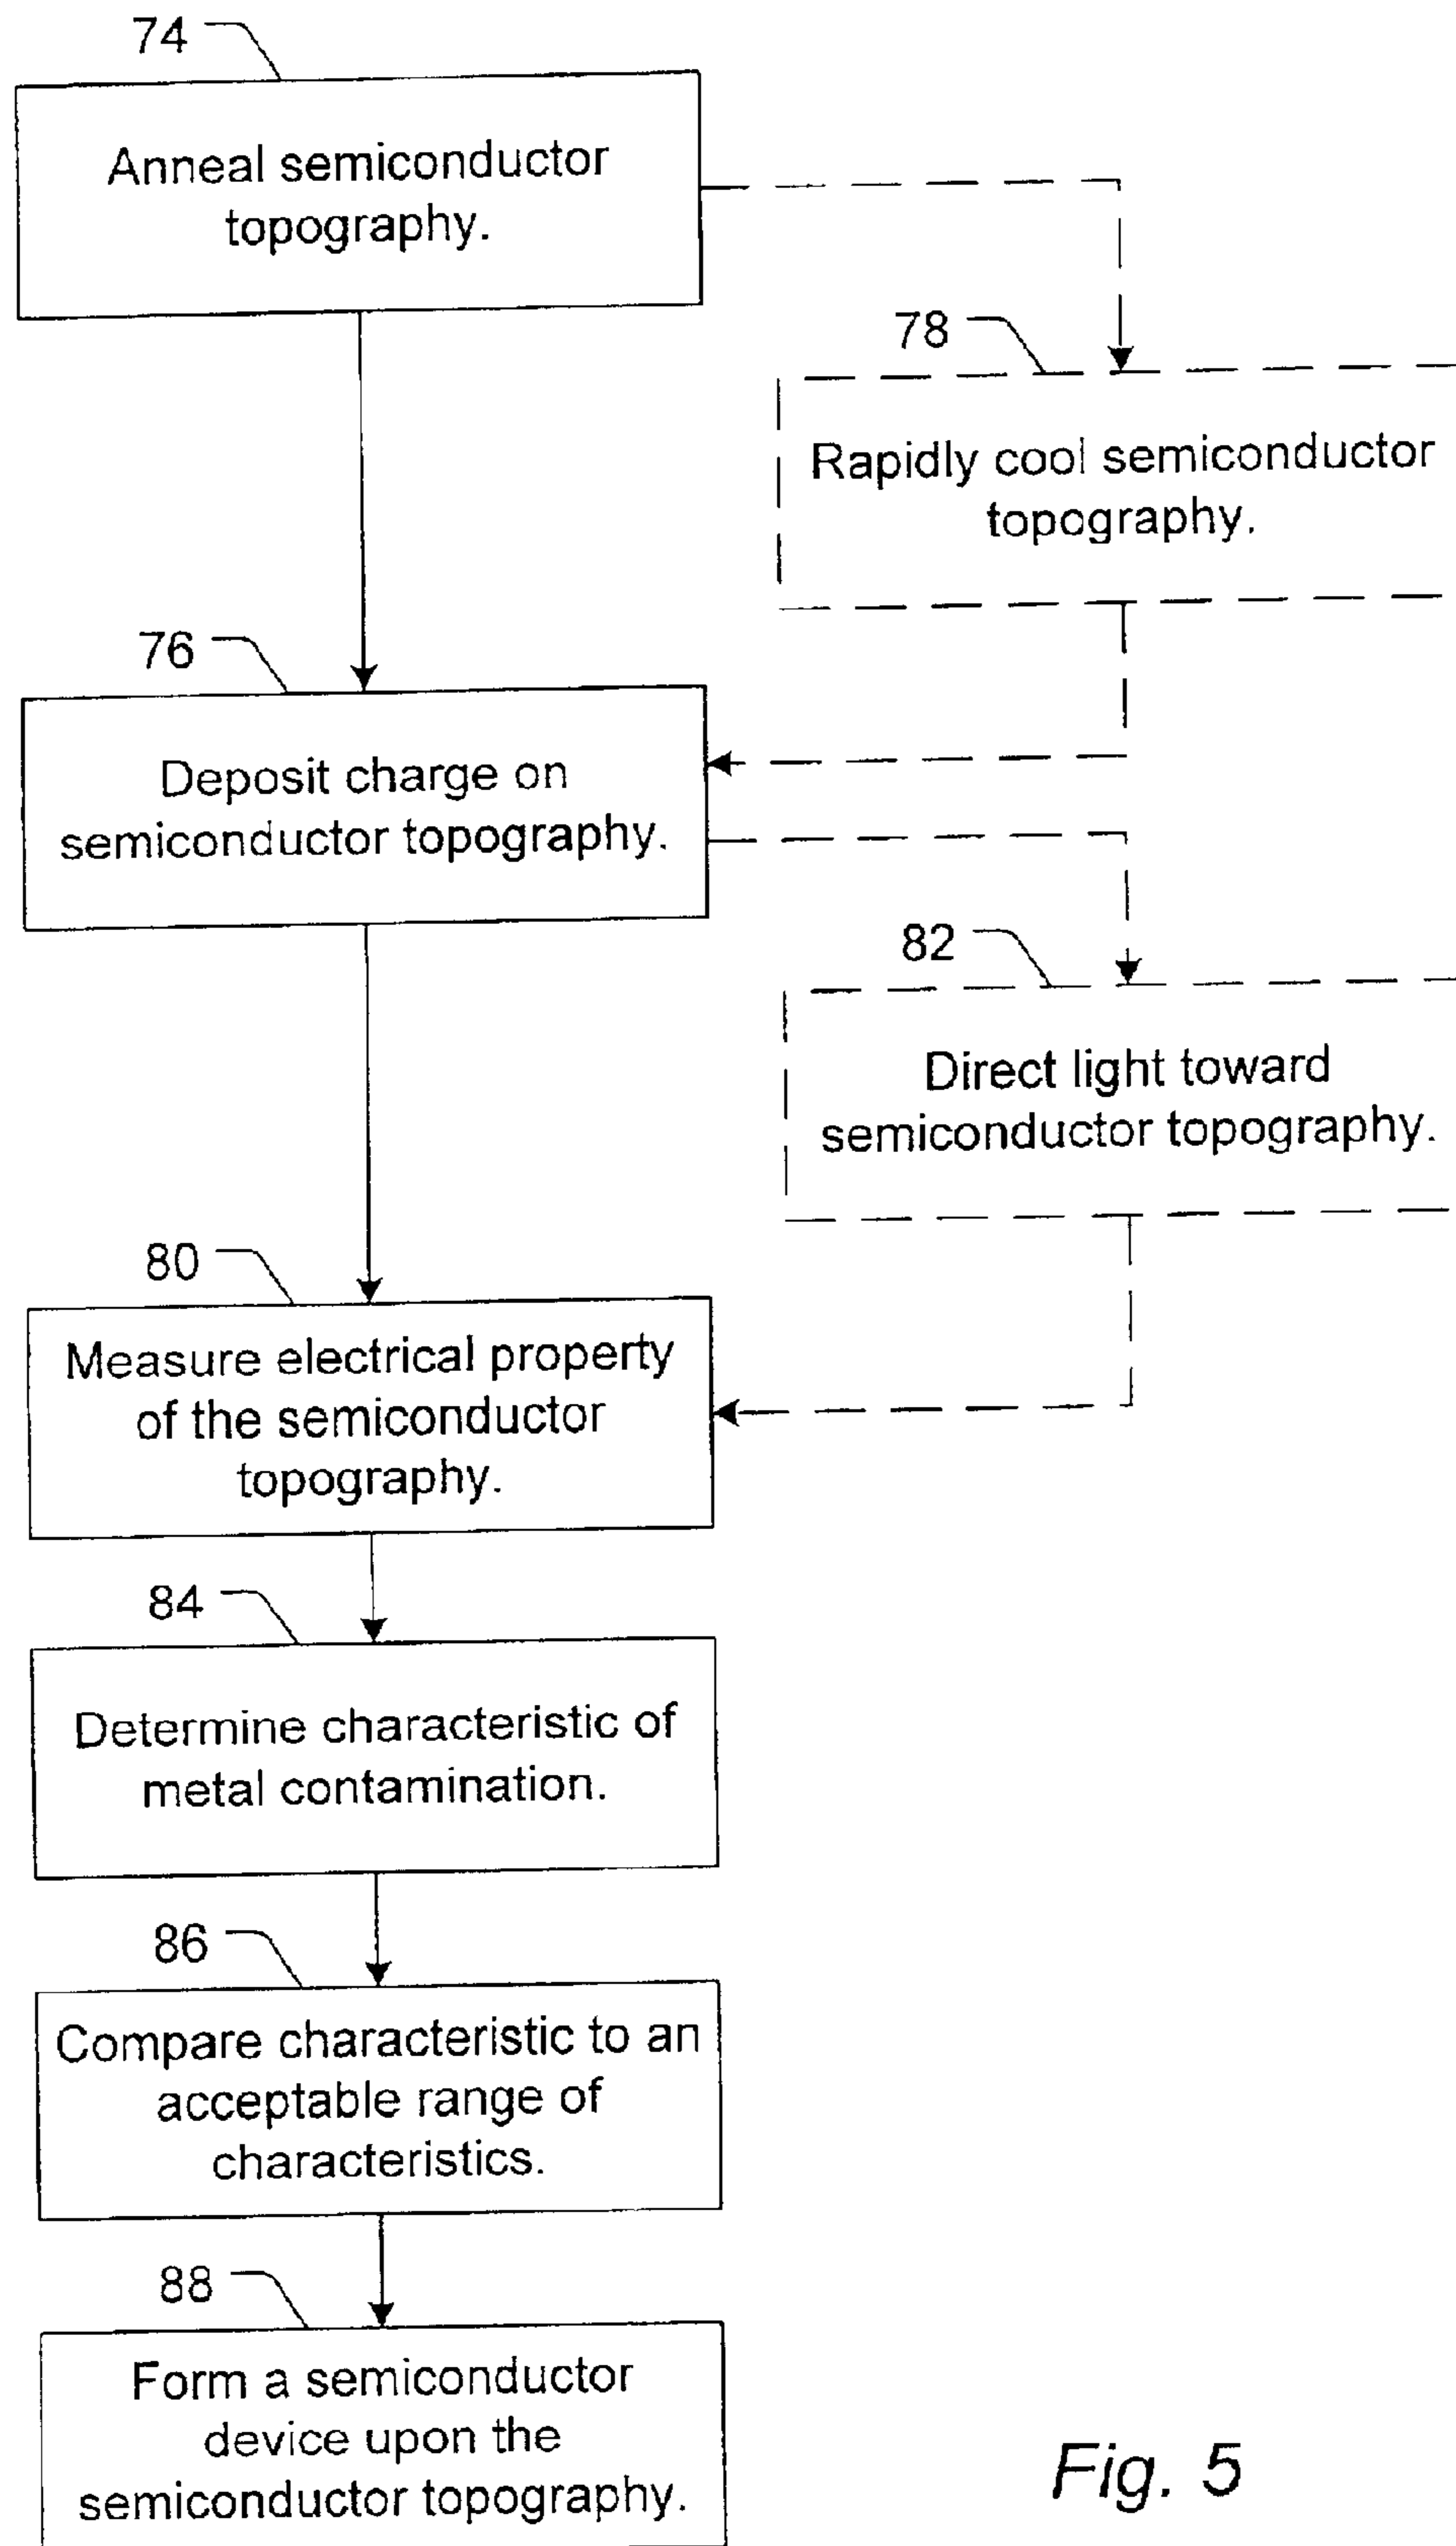 74
Anneal semiconductor
topography.
78
Rapidly cool semiconductor
topography.
76
Deposit charge on
semiconductor topography.
82
Direct light toward
semiconductor topography.
80
Measure electrical property
of the semiconductor
topography.
84
Determine characteristic of
metal contamination.
86
Compare characteristic to an
acceptable range of
characteristics.
88
Form a semiconductor
device upon the
semiconductor topography.
Fig. 5